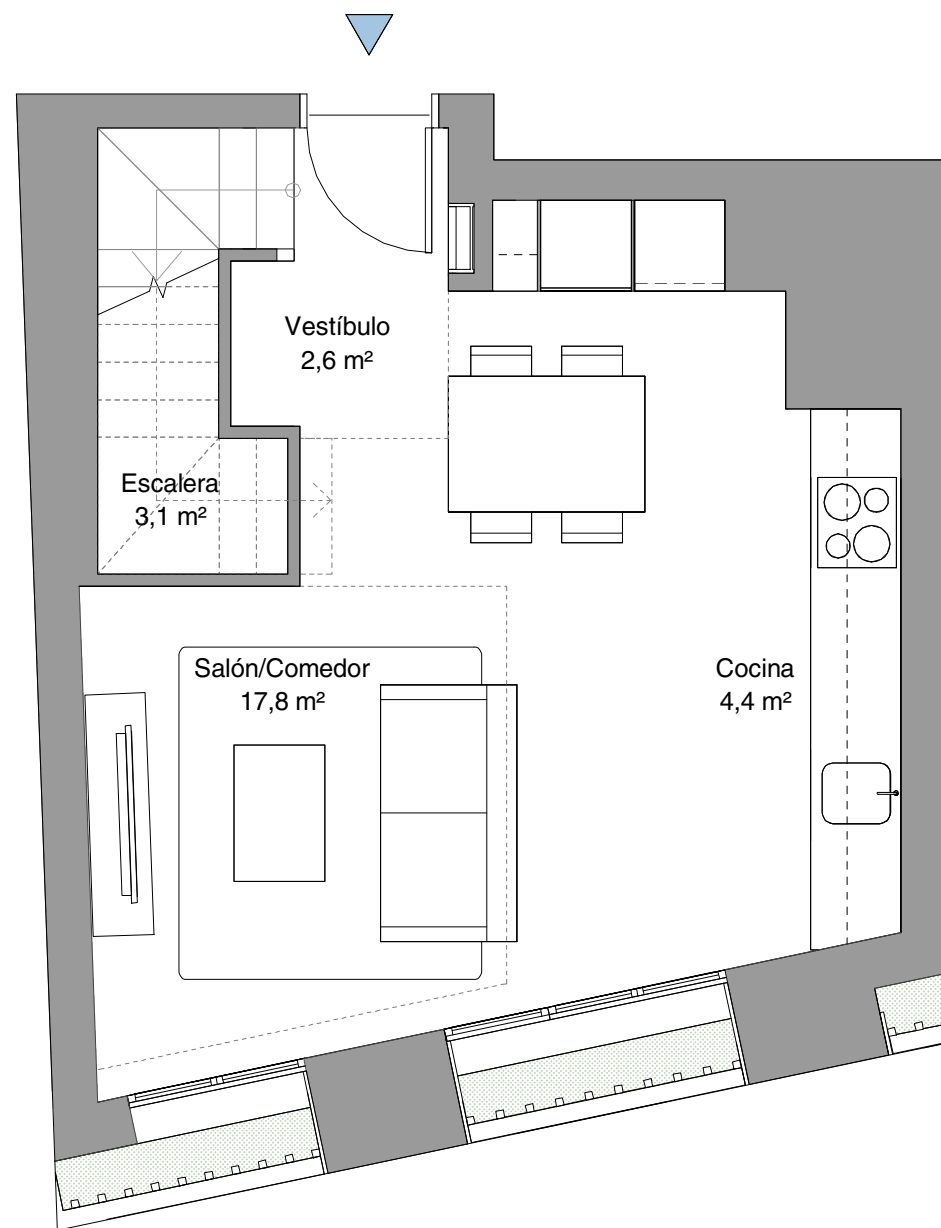 Vestíbulo
2,6 m²
Escalera
3,1 m²
Salón/Comedor
17,8 m²
Cocina
4,4 m²